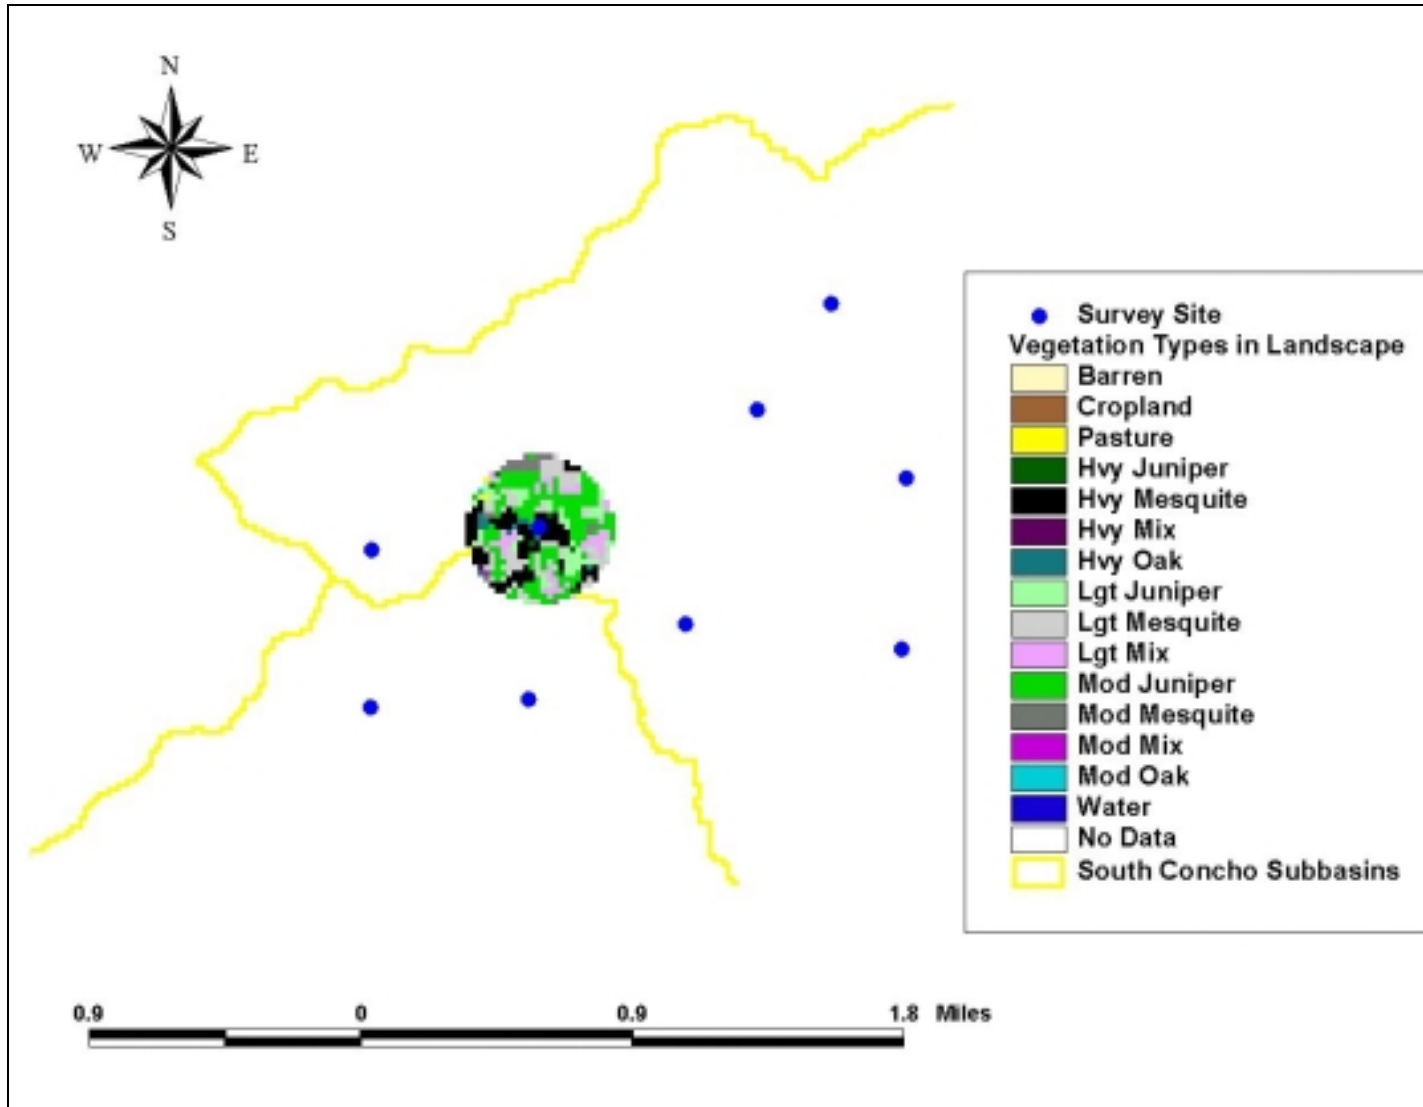 N
W E
S
Survey Site
Vegetation Types in Landscape
Barren
Cropland
Pasture
Hvy Juniper
Hvy Mesquite
Hvy Mix
Hvy Oak
Lgt Juniper
Lgt Mesquite
Lgt Mix
Mod Juniper
Mod Mesquite
Mod Mix
Mod Oak
Water
No Data
South Concho Subbasins
0.9 0 0.9 1.8 Miles